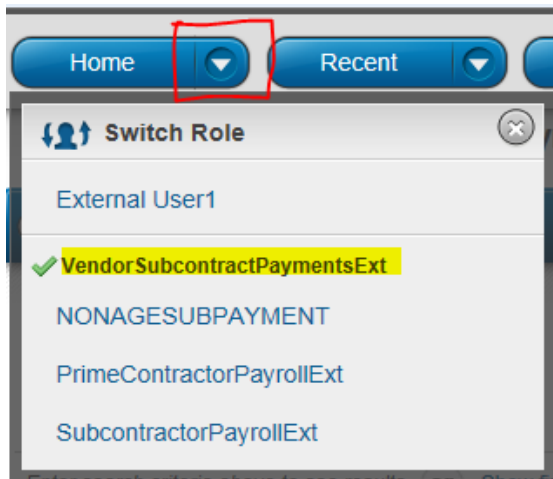 Home
Recent
Switch Role
External User1
VendorSubcontractPaymentsExt
NONAGESUBPAYMENT
PrimeContractorPayrollExt
SubcontractorPayrollExt